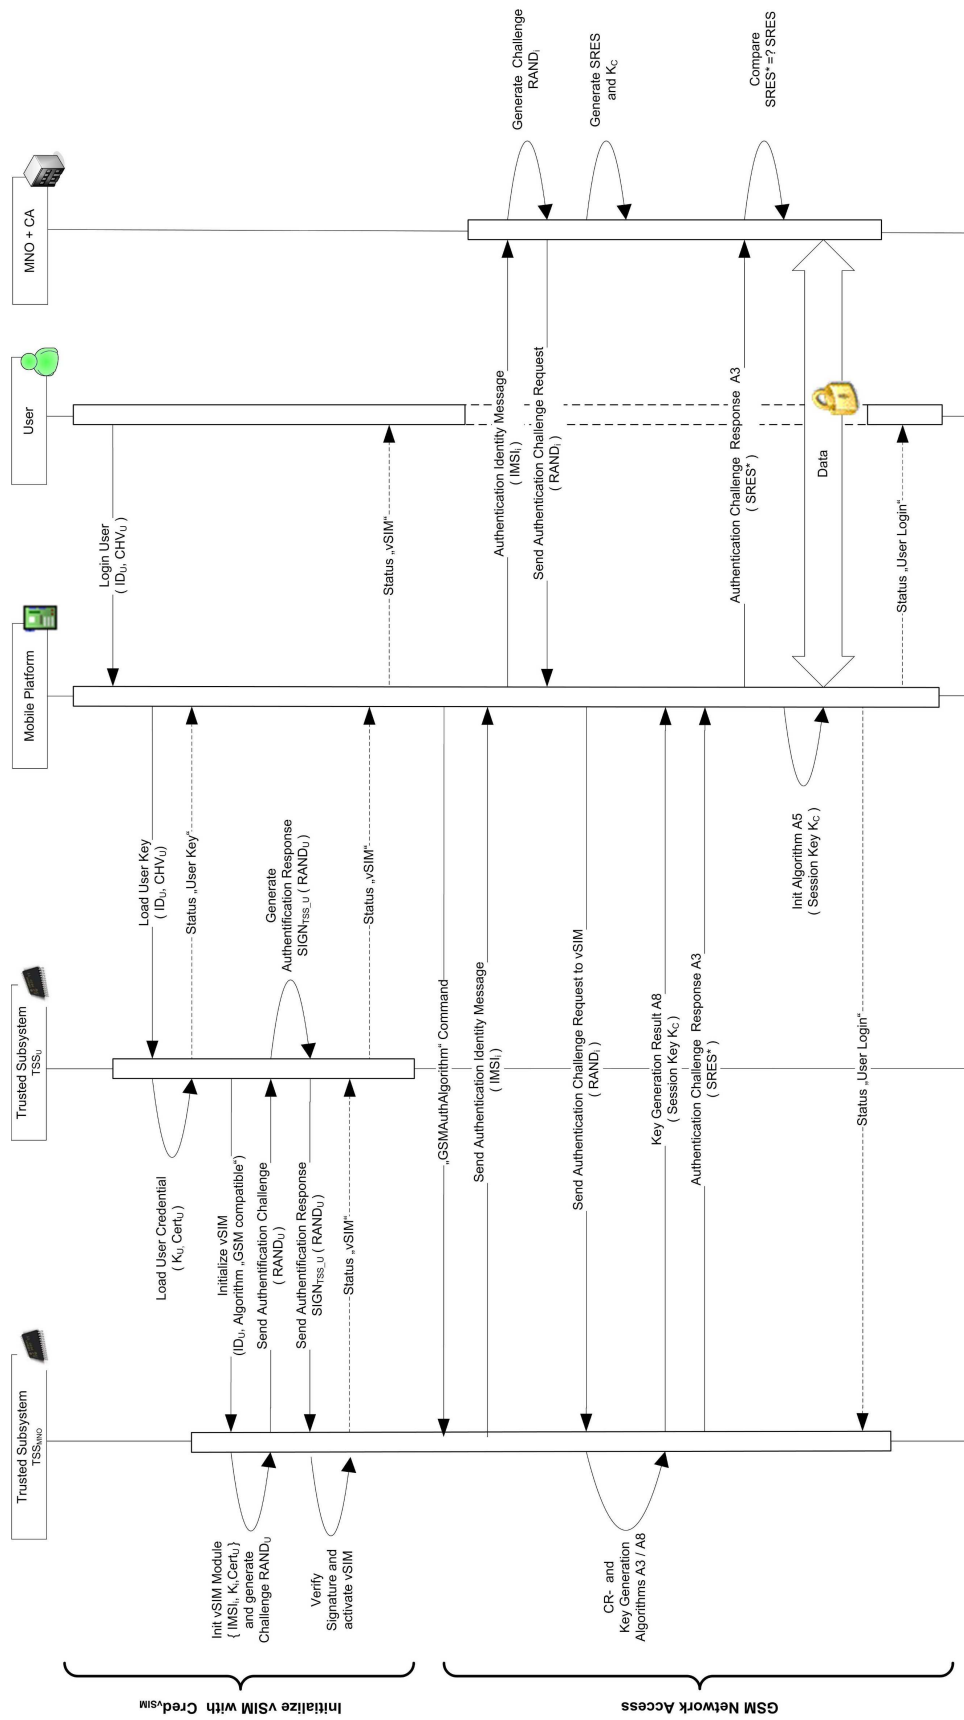 Trusted Subsystem
TSS_MNO
Trusted Subsystem
TSS_U
Mobile Platform
User
MNO + CA
Initialize vSIM with Cred_vSIM
Login User
( ID_U, CHV_U )
Load User Key
( ID_U, CHV_U )
Load User Credential
( K_U, Cert_U )
Status „User Key“
Initialize vSIM
(ID_U, Algorithm „GSM compatible“)
Init vSIM Module
{ IMSI_i, K_i, Cert_U }
and generate
Challenge RAND_U
Send Authentification Challenge
( RAND_U )
Generate
Authentification Response
SIGN_TSS_U ( RAND_U )
Send Authentification Response
SIGN_TSS_U ( RAND_U )
Verify
Signature and
activate vSIM
Status „vSIM“
Status „vSIM“
Status „vSIM“
GSM Network Access
„GSMAuthAlgorithm“ Command
Send Authentication Identity Message
( IMSI_i )
Authentication Identity Message
( IMSI_i )
Generate Challenge
RAND_i
Send Authentication Challenge Request
( RAND_i )
Send Authentication Challenge Request to vSIM
( RAND_i )
Generate SRES
and K_C
CR- and
Key Generation
Algorithms A3 / A8
Key Generation Result A8
( Session Key K_C )
Authentication Challenge Response A3
( SRES* )
Authentication Challenge Response A3
( SRES* )
Compare
SRES* =? SRES
Init Algorithm A5
( Session Key K_C )
Data
Status „User Login“
Status „User Login“